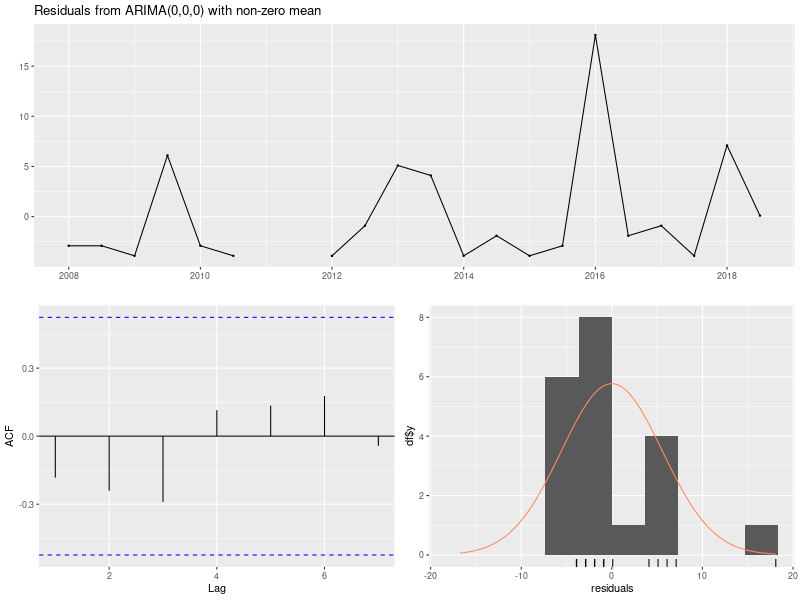 Residuals from ARIMA(0,0,0) with non-zero mean
15
10
5
0
2008 2010 2012 2014 2016 2018
0.3
0.0
-0.3
ACF
2 4 6
Lag
8
6
4
2
0
df$y
-20 -10 0 10 20
residuals